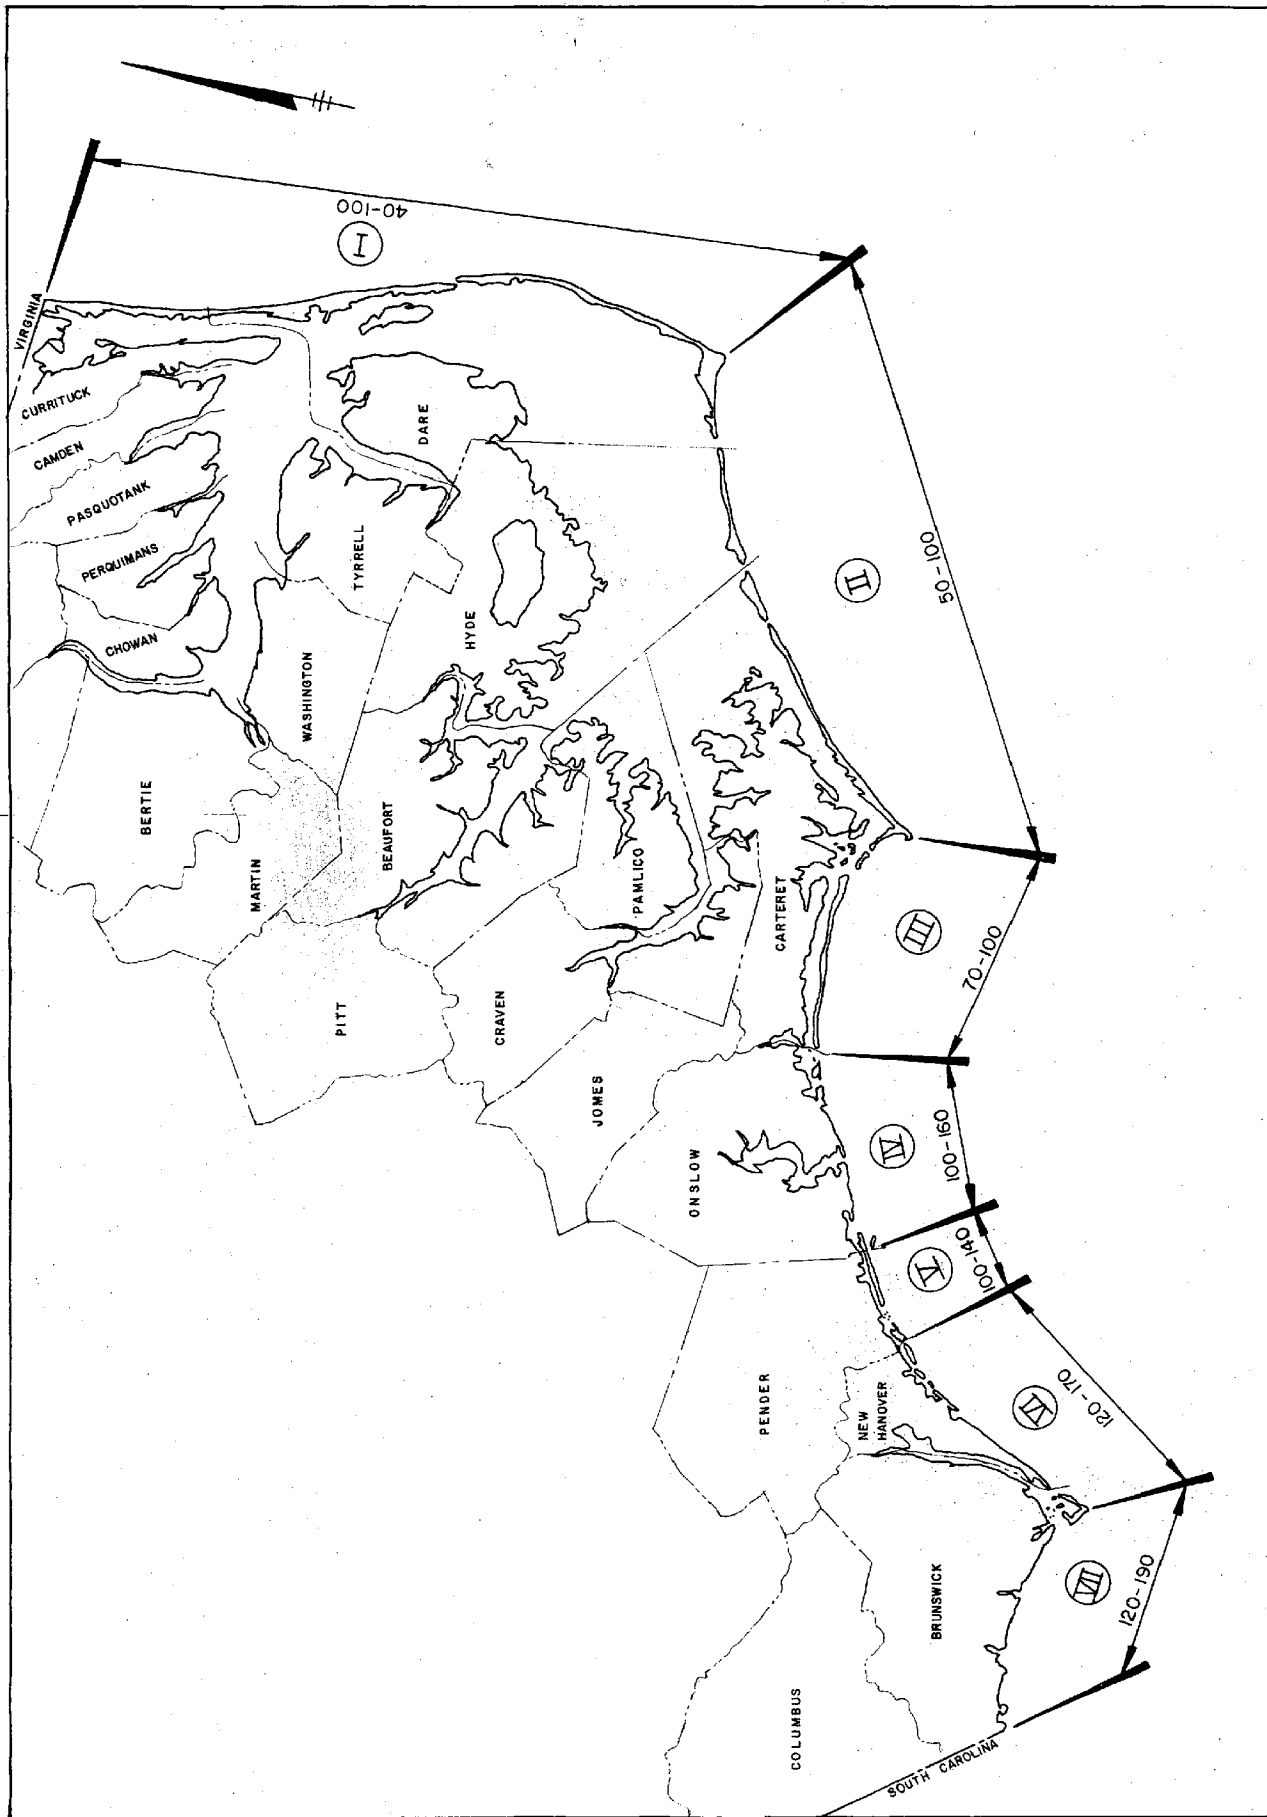 VIRGINIA
40-100
I
CURRITUCK
CAMDEN
PASQUOTANK
PERQUIMANS
CHOWAN
DARE
TYRRELL
HYDE
WASHINGTON
BERTIE
MARTIN
BEAUFORT
PAMLICO
CARTERET
PITT
CRAVEN
JOMES
ONSLOW
PENDER
NEW
HANOVER
BRUNSWICK
COLUMBUS
SOUTH CAROLINA
II
50-100
III
70-100
IV
100-160
V
100-140
VI
120-170
VII
120-190